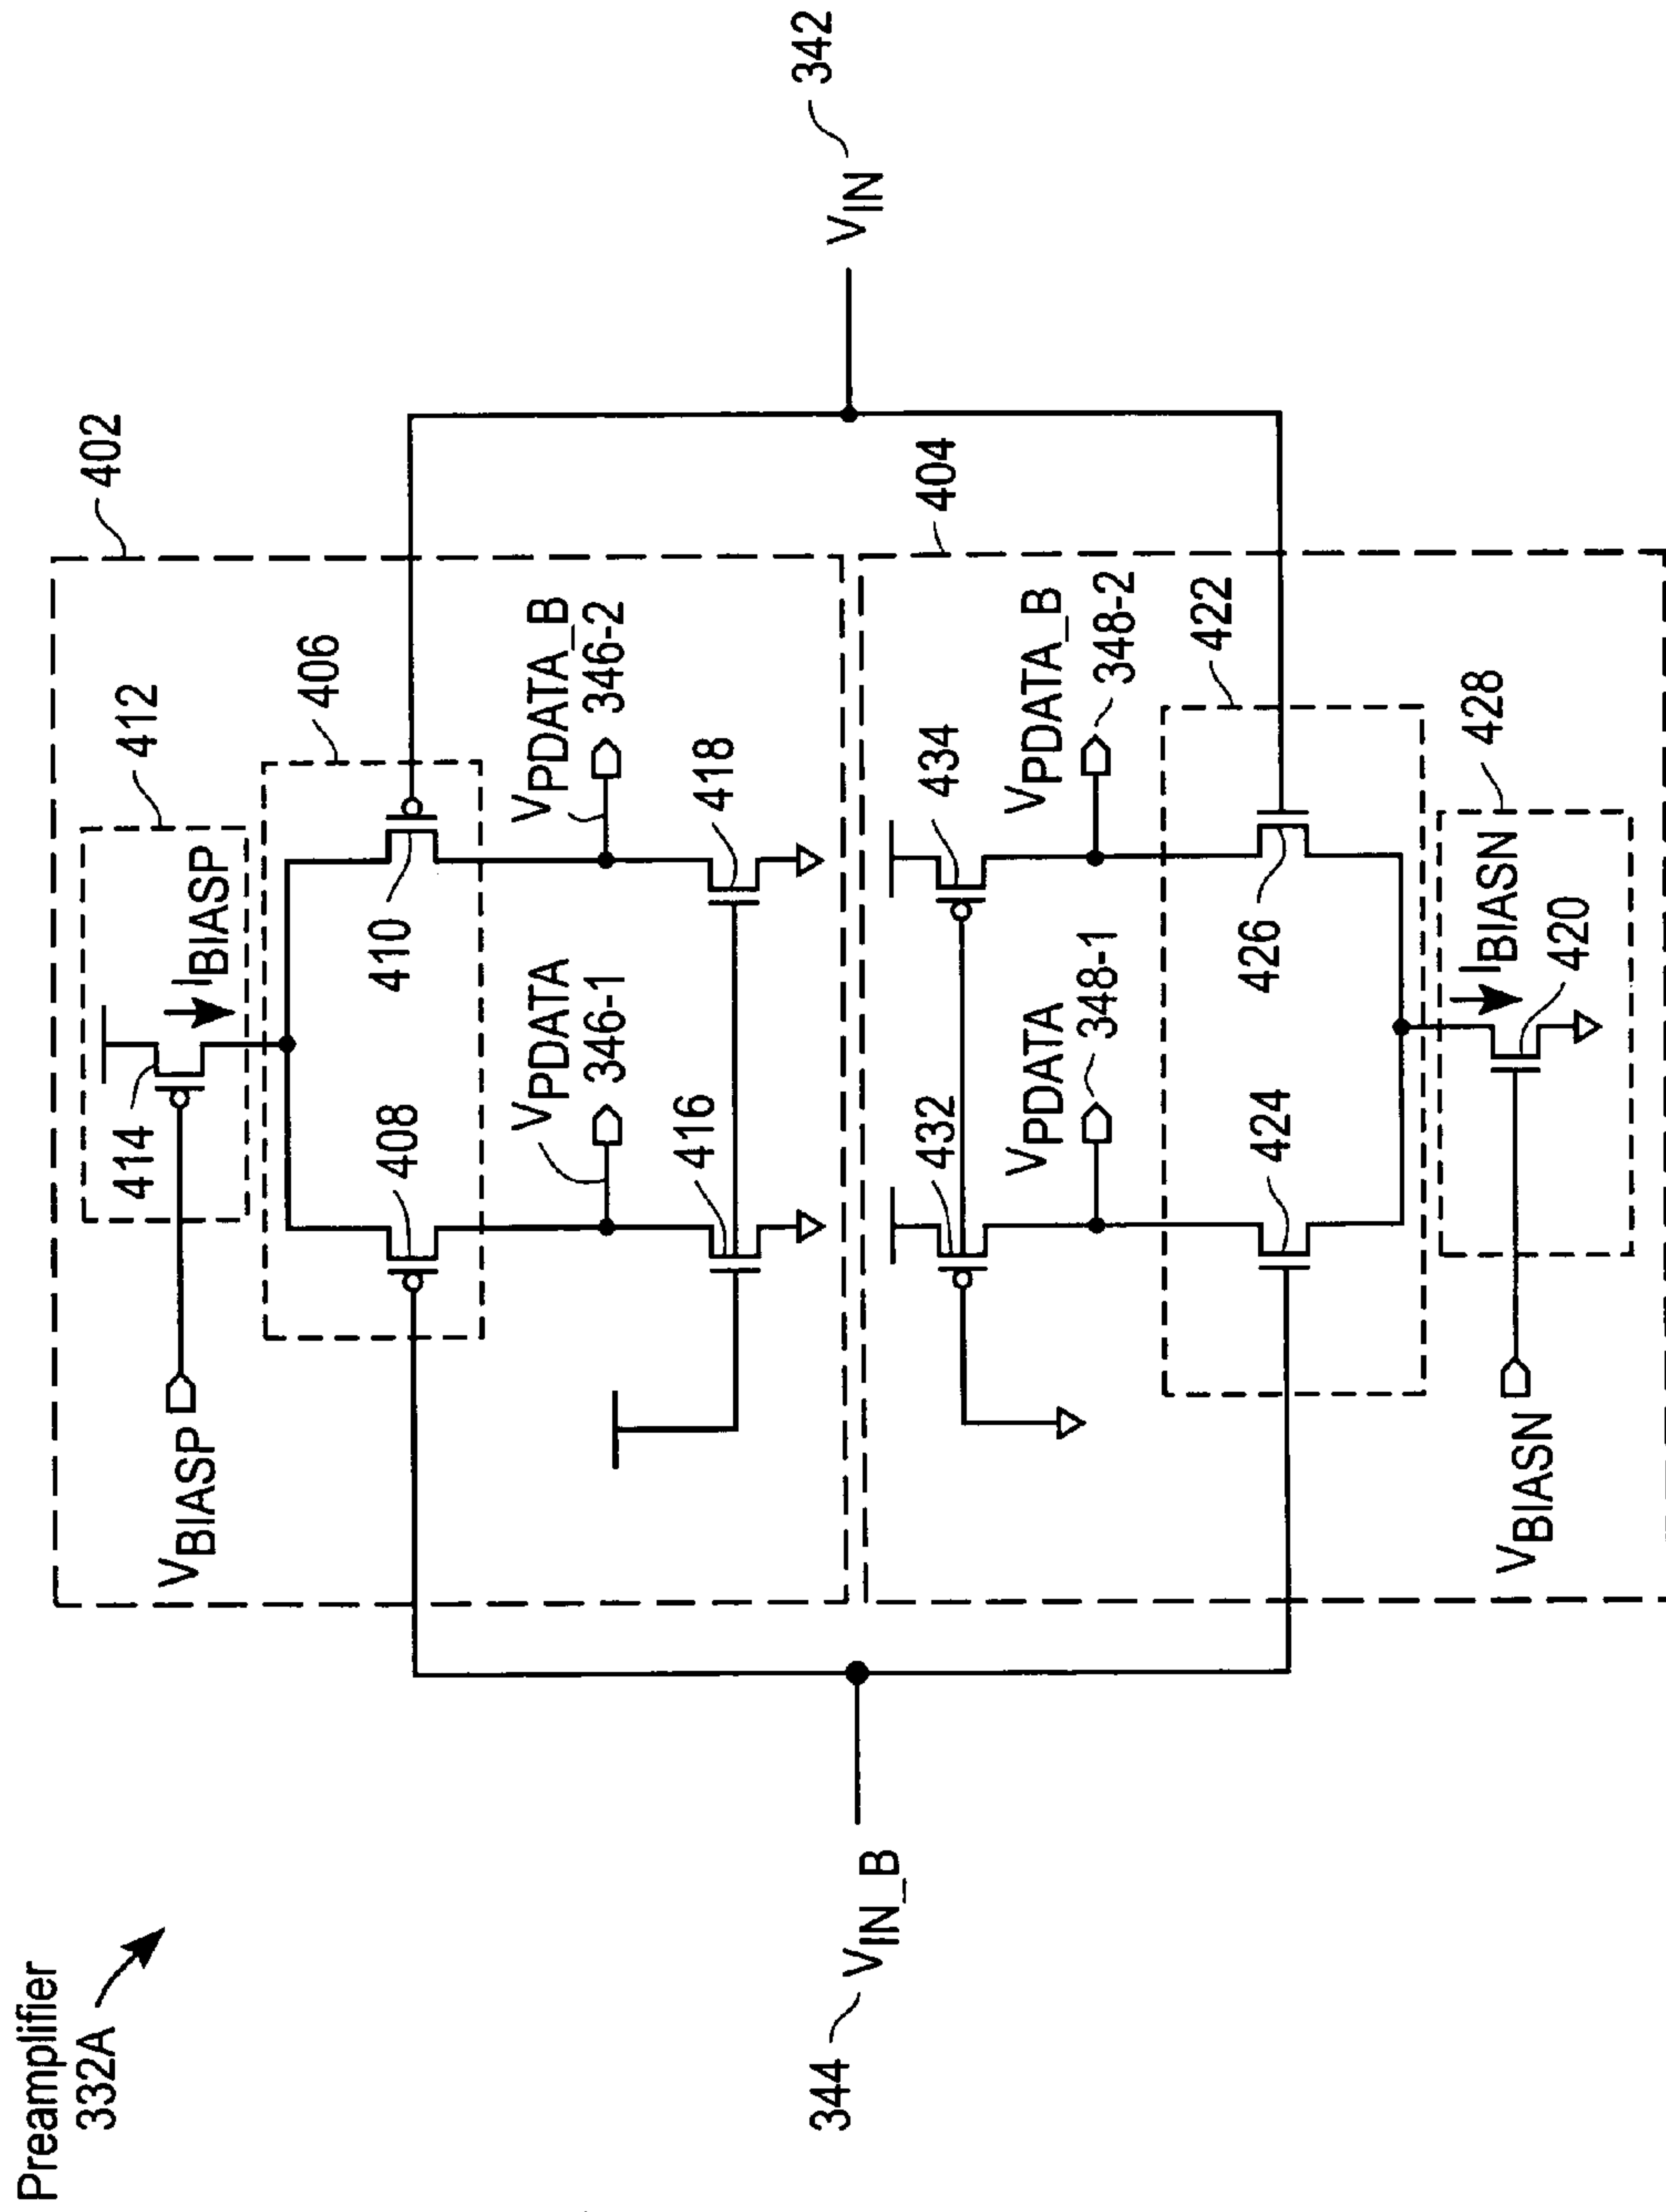 Preamplifier
332A
402
412
414
I_BIASP
V_BIASP
406
408
410
V_PDATA
346-1
V_PDATA_B
346-2
416
418
344
V_IN_B
V_IN
342
404
432
434
V_PDATA
348-1
V_PDATA_B
348-2
422
424
426
428
I_BIASN
420
V_BIASN